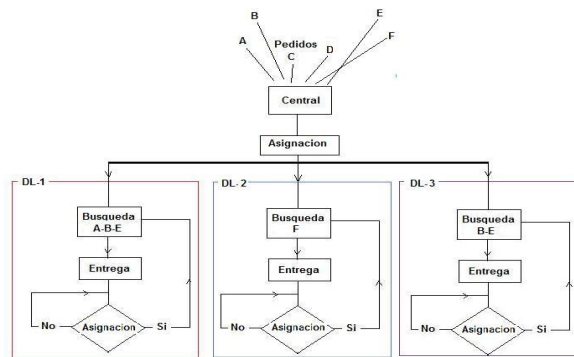 B
E
A
Pedidos
C
D
F
Central
Asignacion
DL-1
DL-2
DL-3
Busqueda
A-B-E
Busqueda
F
Busqueda
B-E
Entrega
Entrega
Entrega
No
Asignacion
Si
No
Asignacion
Si
No
Asignacion
Si